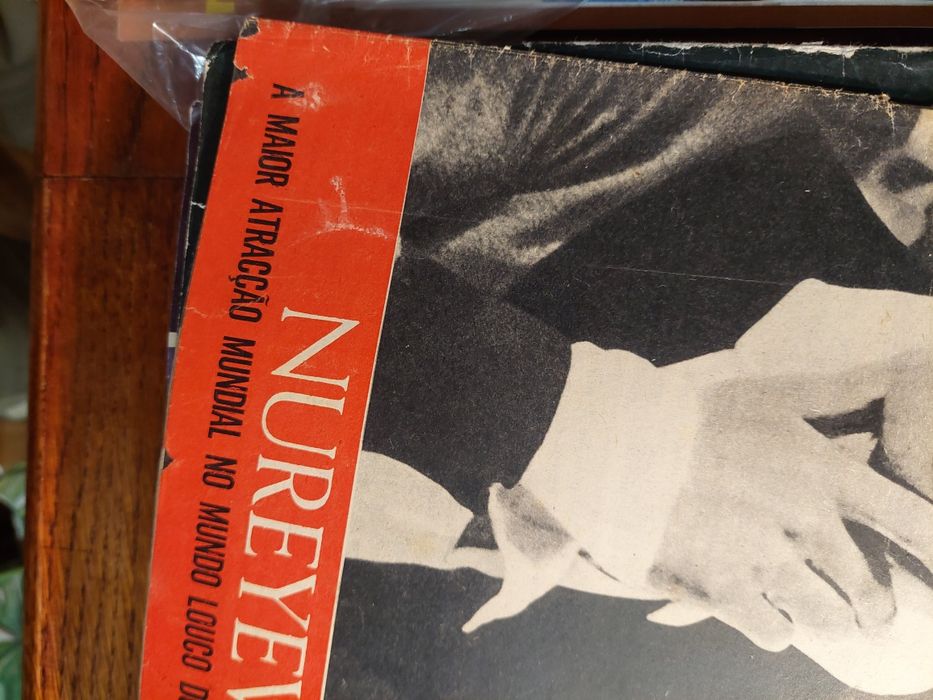 NUREYEV
A MAIOR ATRACÇÃO MUNDIAL NO MUNDO LOUCO